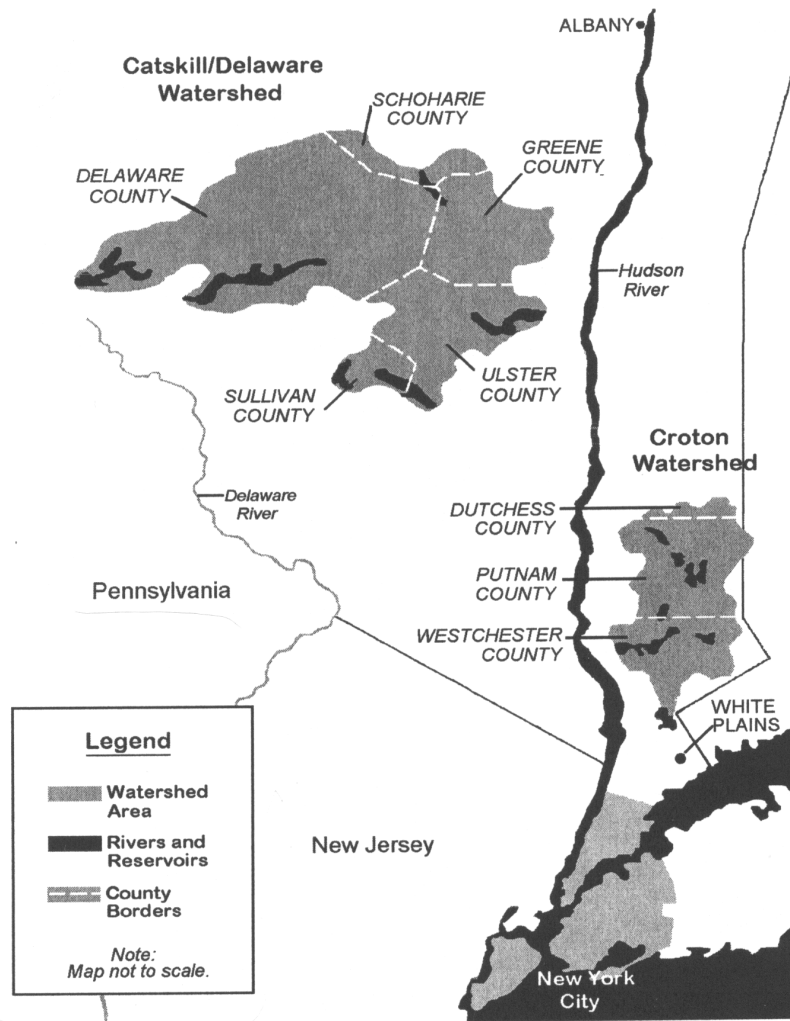 ALBANY
Catskill/Delaware
Watershed
SCHOHARIE
COUNTY
GREENE
COUNTY
DELAWARE
COUNTY
Hudson
River
ULSTER
COUNTY
SULLIVAN
COUNTY
Croton
Watershed
Delaware
River
DUTCHESS
COUNTY
Pennsylvania
PUTNAM
COUNTY
WESTCHESTER
COUNTY
WHITE
PLAINS
Legend
Watershed
Area
Rivers and
Reservoirs
County
Borders
Note:
Map not to scale.
New Jersey
New York
City